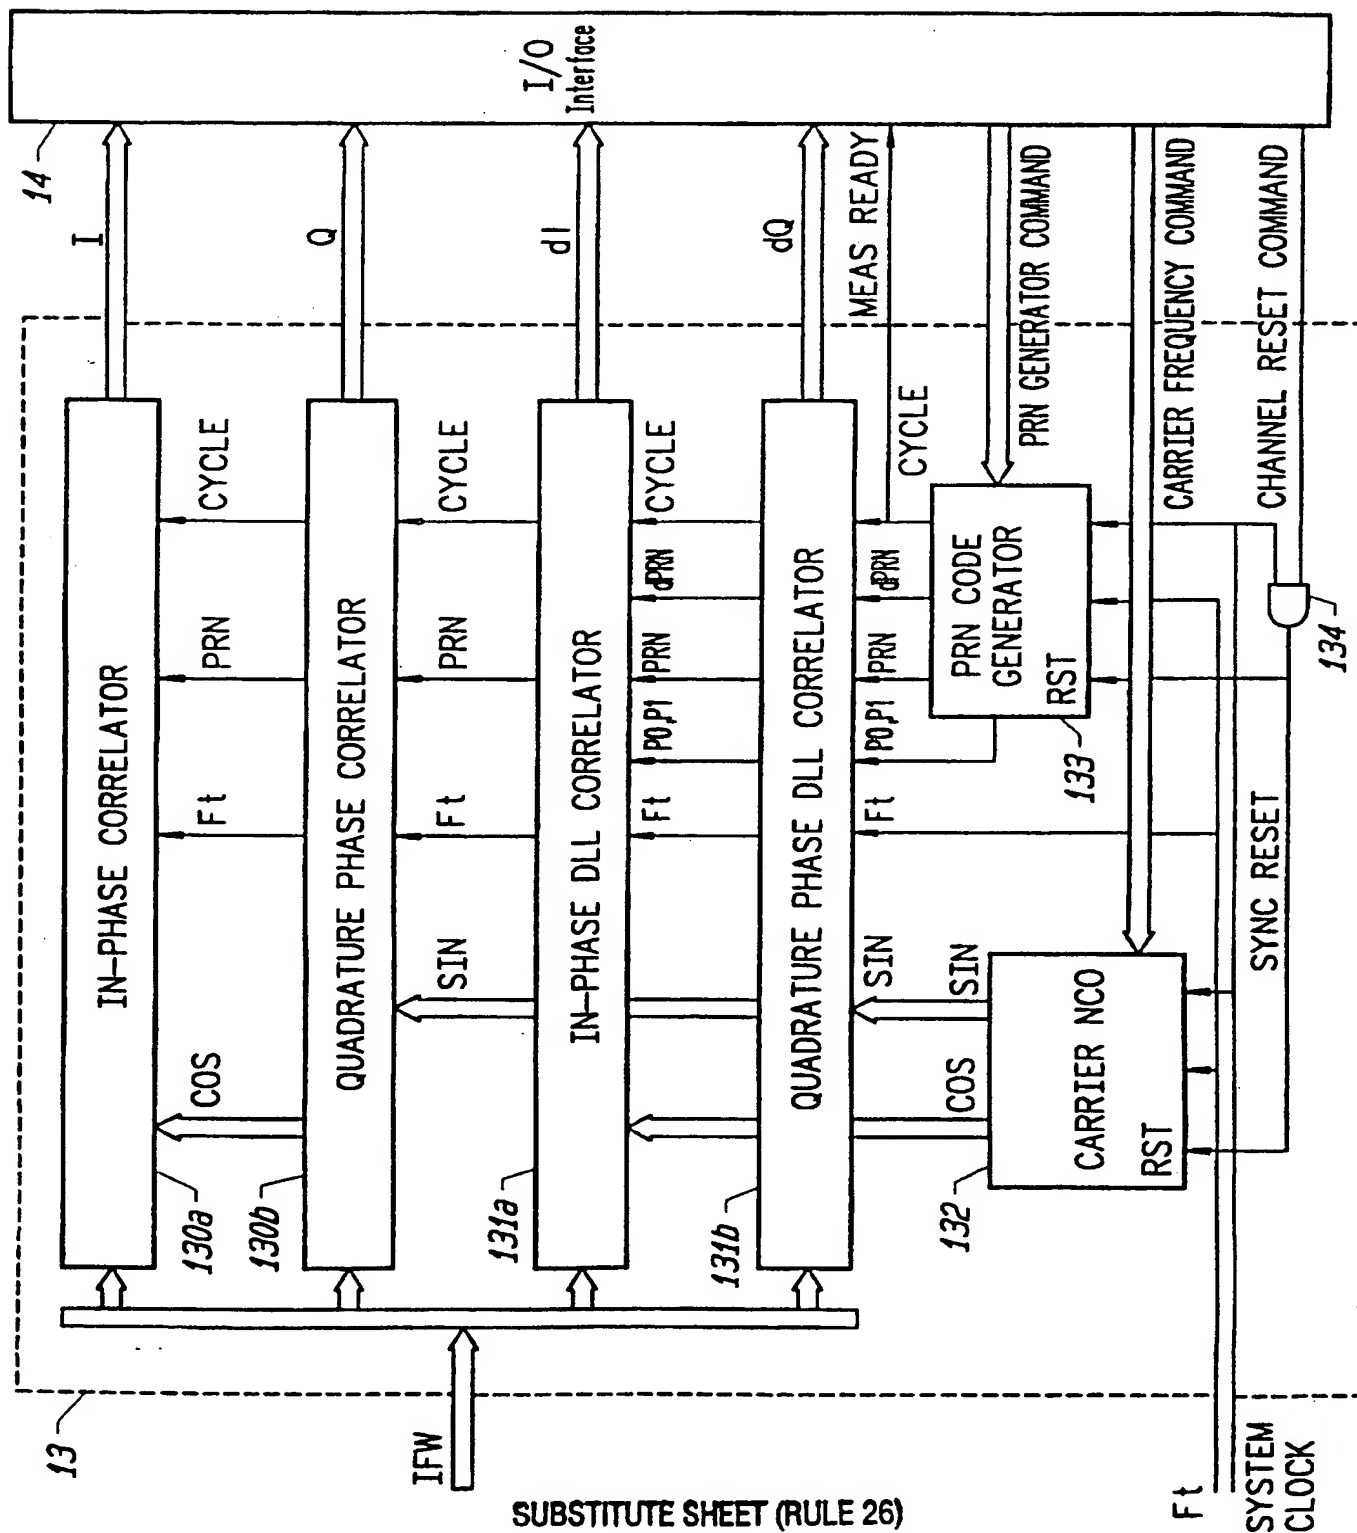 14
I/O
Interface
I
Q
dI
dQ
MEAS READY
PRN GENERATOR COMMAND
CARRIER FREQUENCY COMMAND
CHANNEL RESET COMMAND
IN-PHASE CORRELATOR
COS
Ft
PRN
CYCLE
130a
QUADRATURE PHASE CORRELATOR
SIN
Ft
PRN
CYCLE
130b
IN-PHASE DLL CORRELATOR
Ft
P0,P1
PRN
dPRN
CYCLE
131a
QUADRATURE PHASE DLL CORRELATOR
SIN
Ft
P0,P1
PRN
dPRN
CYCLE
131b
COS
SIN
CARRIER NCO
RST
132
PRN CODE
GENERATOR
RST
133
134
SYNC RESET
13
IFW
Ft
SYSTEM
CLOCK
SUBSTITUTE SHEET (RULE 26)